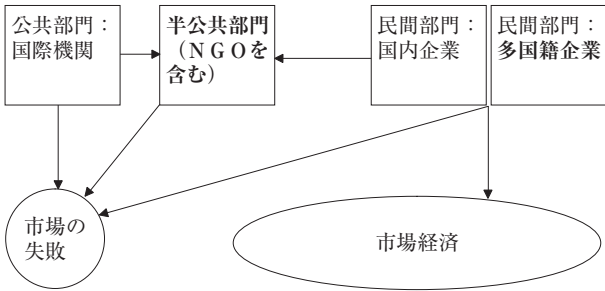 公共部門：
国際機関
半公共部門
（ＮＧＯを
含む）
民間部門：
国内企業
民間部門：
多国籍企業
市場の
失敗
市場経済